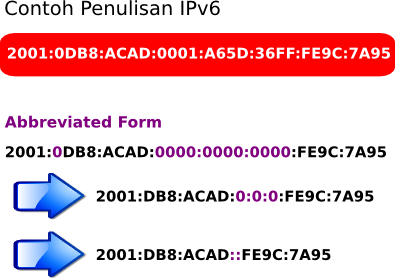 Contoh Penulisan IPv6
2001:0DB8:ACAD:0001:A65D:36FF:FE9C:7A95
Abbreviated Form
2001:0DB8:ACAD:0000:0000:0000:FE9C:7A95
2001:DB8:ACAD:0:0:0:FE9C:7A95
2001:DB8:ACAD::FE9C:7A95